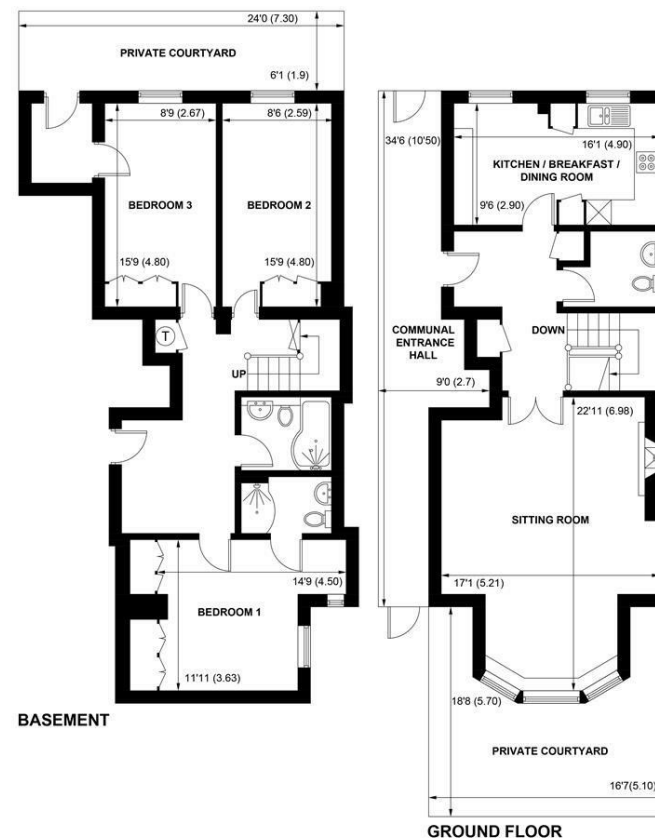 24'0 (7.30)
PRIVATE COURTYARD
6'1 (1.9)
8'9 (2.67)
8'6 (2.59)
BEDROOM 3
BEDROOM 2
15'9 (4.80)
15'9 (4.80)
T
UP
14'9 (4.50)
BEDROOM 1
11'11 (3.63)
BASEMENT
34'6 (10'50)
16'1 (4.90)
KITCHEN / BREAKFAST /
DINING ROOM
9'6 (2.90)
COMMUNAL
ENTRANCE
HALL
DOWN
9'0 (2.7)
22'11 (6.98)
SITTING ROOM
17'1 (5.21)
18'8 (5.70)
PRIVATE COURTYARD
16'7(5.10)
GROUND FLOOR